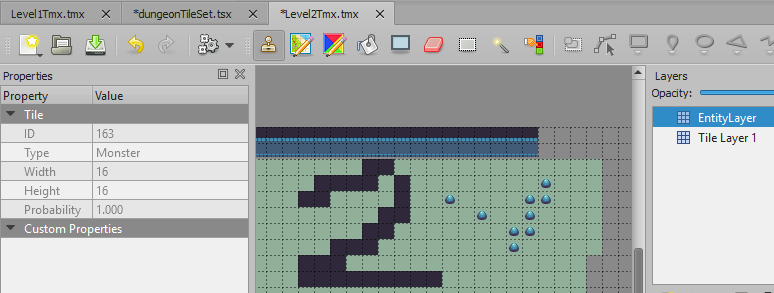 Level1Tmx.tmx
*dungeonTileSet.tsx
*Level2Tmx.tmx
Properties
Property Value
Tile
ID 163
Type Monster
Width 16
Height 16
Probability 1.000
Custom Properties
Layers
Opacity:
EntityLayer
Tile Layer 1